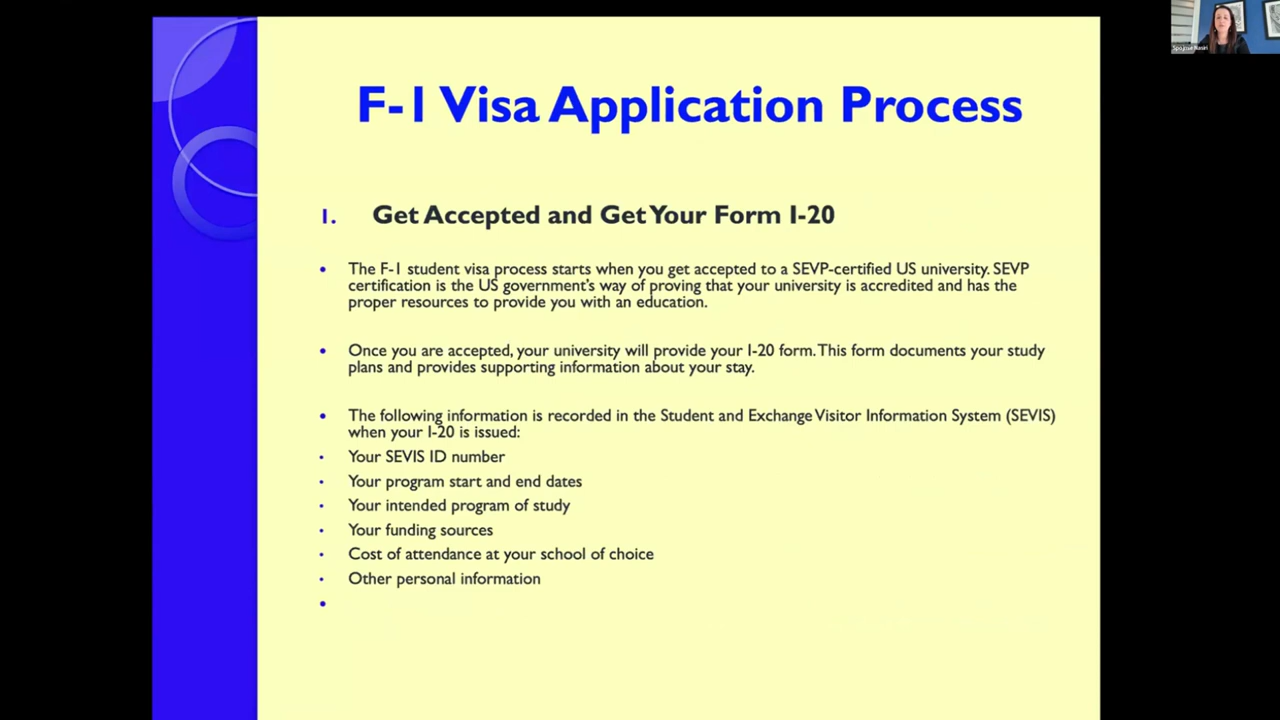 F-1 Visa Application Process
1. Get Accepted and Get Your Form I-20
• The F-1 student visa process starts when you get accepted to a SEVP-certified US university. SEVP
certification is the US government's way of proving that your university is accredited and has the
proper resources to provide you with an education.
• Once you are accepted, your university will provide your I-20 form. This form documents your study
plans and provides supporting information about your stay.
• The following information is recorded in the Student and Exchange Visitor Information System (SEVIS)
when your I-20 is issued:
• Your SEVIS ID number
• Your program start and end dates
• Your intended program of study
• Your funding sources
• Cost of attendance at your school of choice
• Other personal information
•